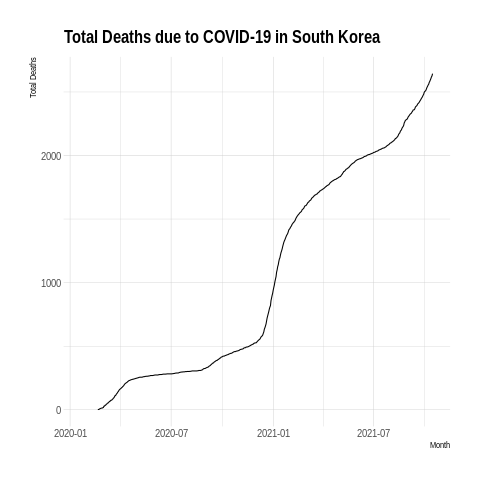 Total Deaths due to COVID-19 in South Korea
Total Deaths
2000
1000
0
2020-01
2020-07
2021-01
2021-07
Month